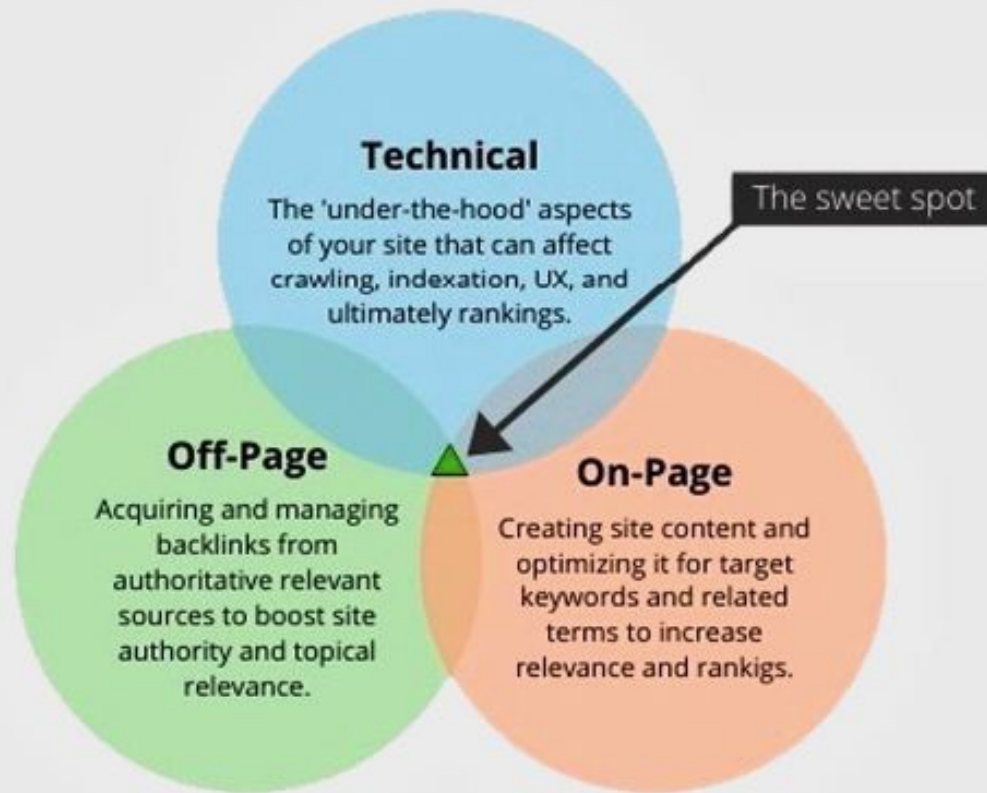 Technical
The 'under-the-hood' aspects
of your site that can affect
crawling, indexation, UX, and
ultimately rankings.
The sweet spot
Off-Page
Acquiring and managing
backlinks from
authoritative relevant
sources to boost site
authority and topical
relevance.
On-Page
Creating site content and
optimizing it for target
keywords and related
terms to increase
relevance and rankigs.